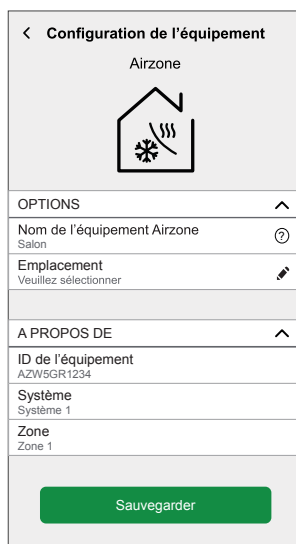 Configuration de l'équipement
Airzone
OPTIONS
Nom de l'équipement Airzone
Salon
Emplacement
Veuillez sélectionner
A PROPOS DE
ID de l'équipement
AZW5GR1234
Système
Système 1
Zone
Zone 1
Sauvegarder